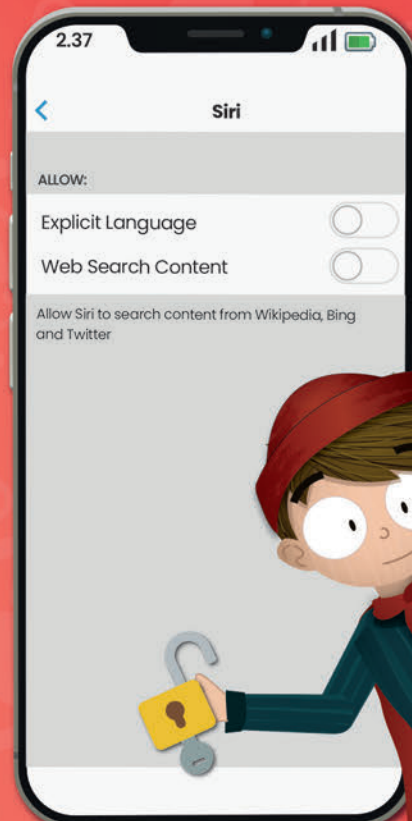 2.37
Siri
ALLOW:
Explicit Language
Web Search Content
Allow Siri to search content from Wikipedia, Bing
and Twitter